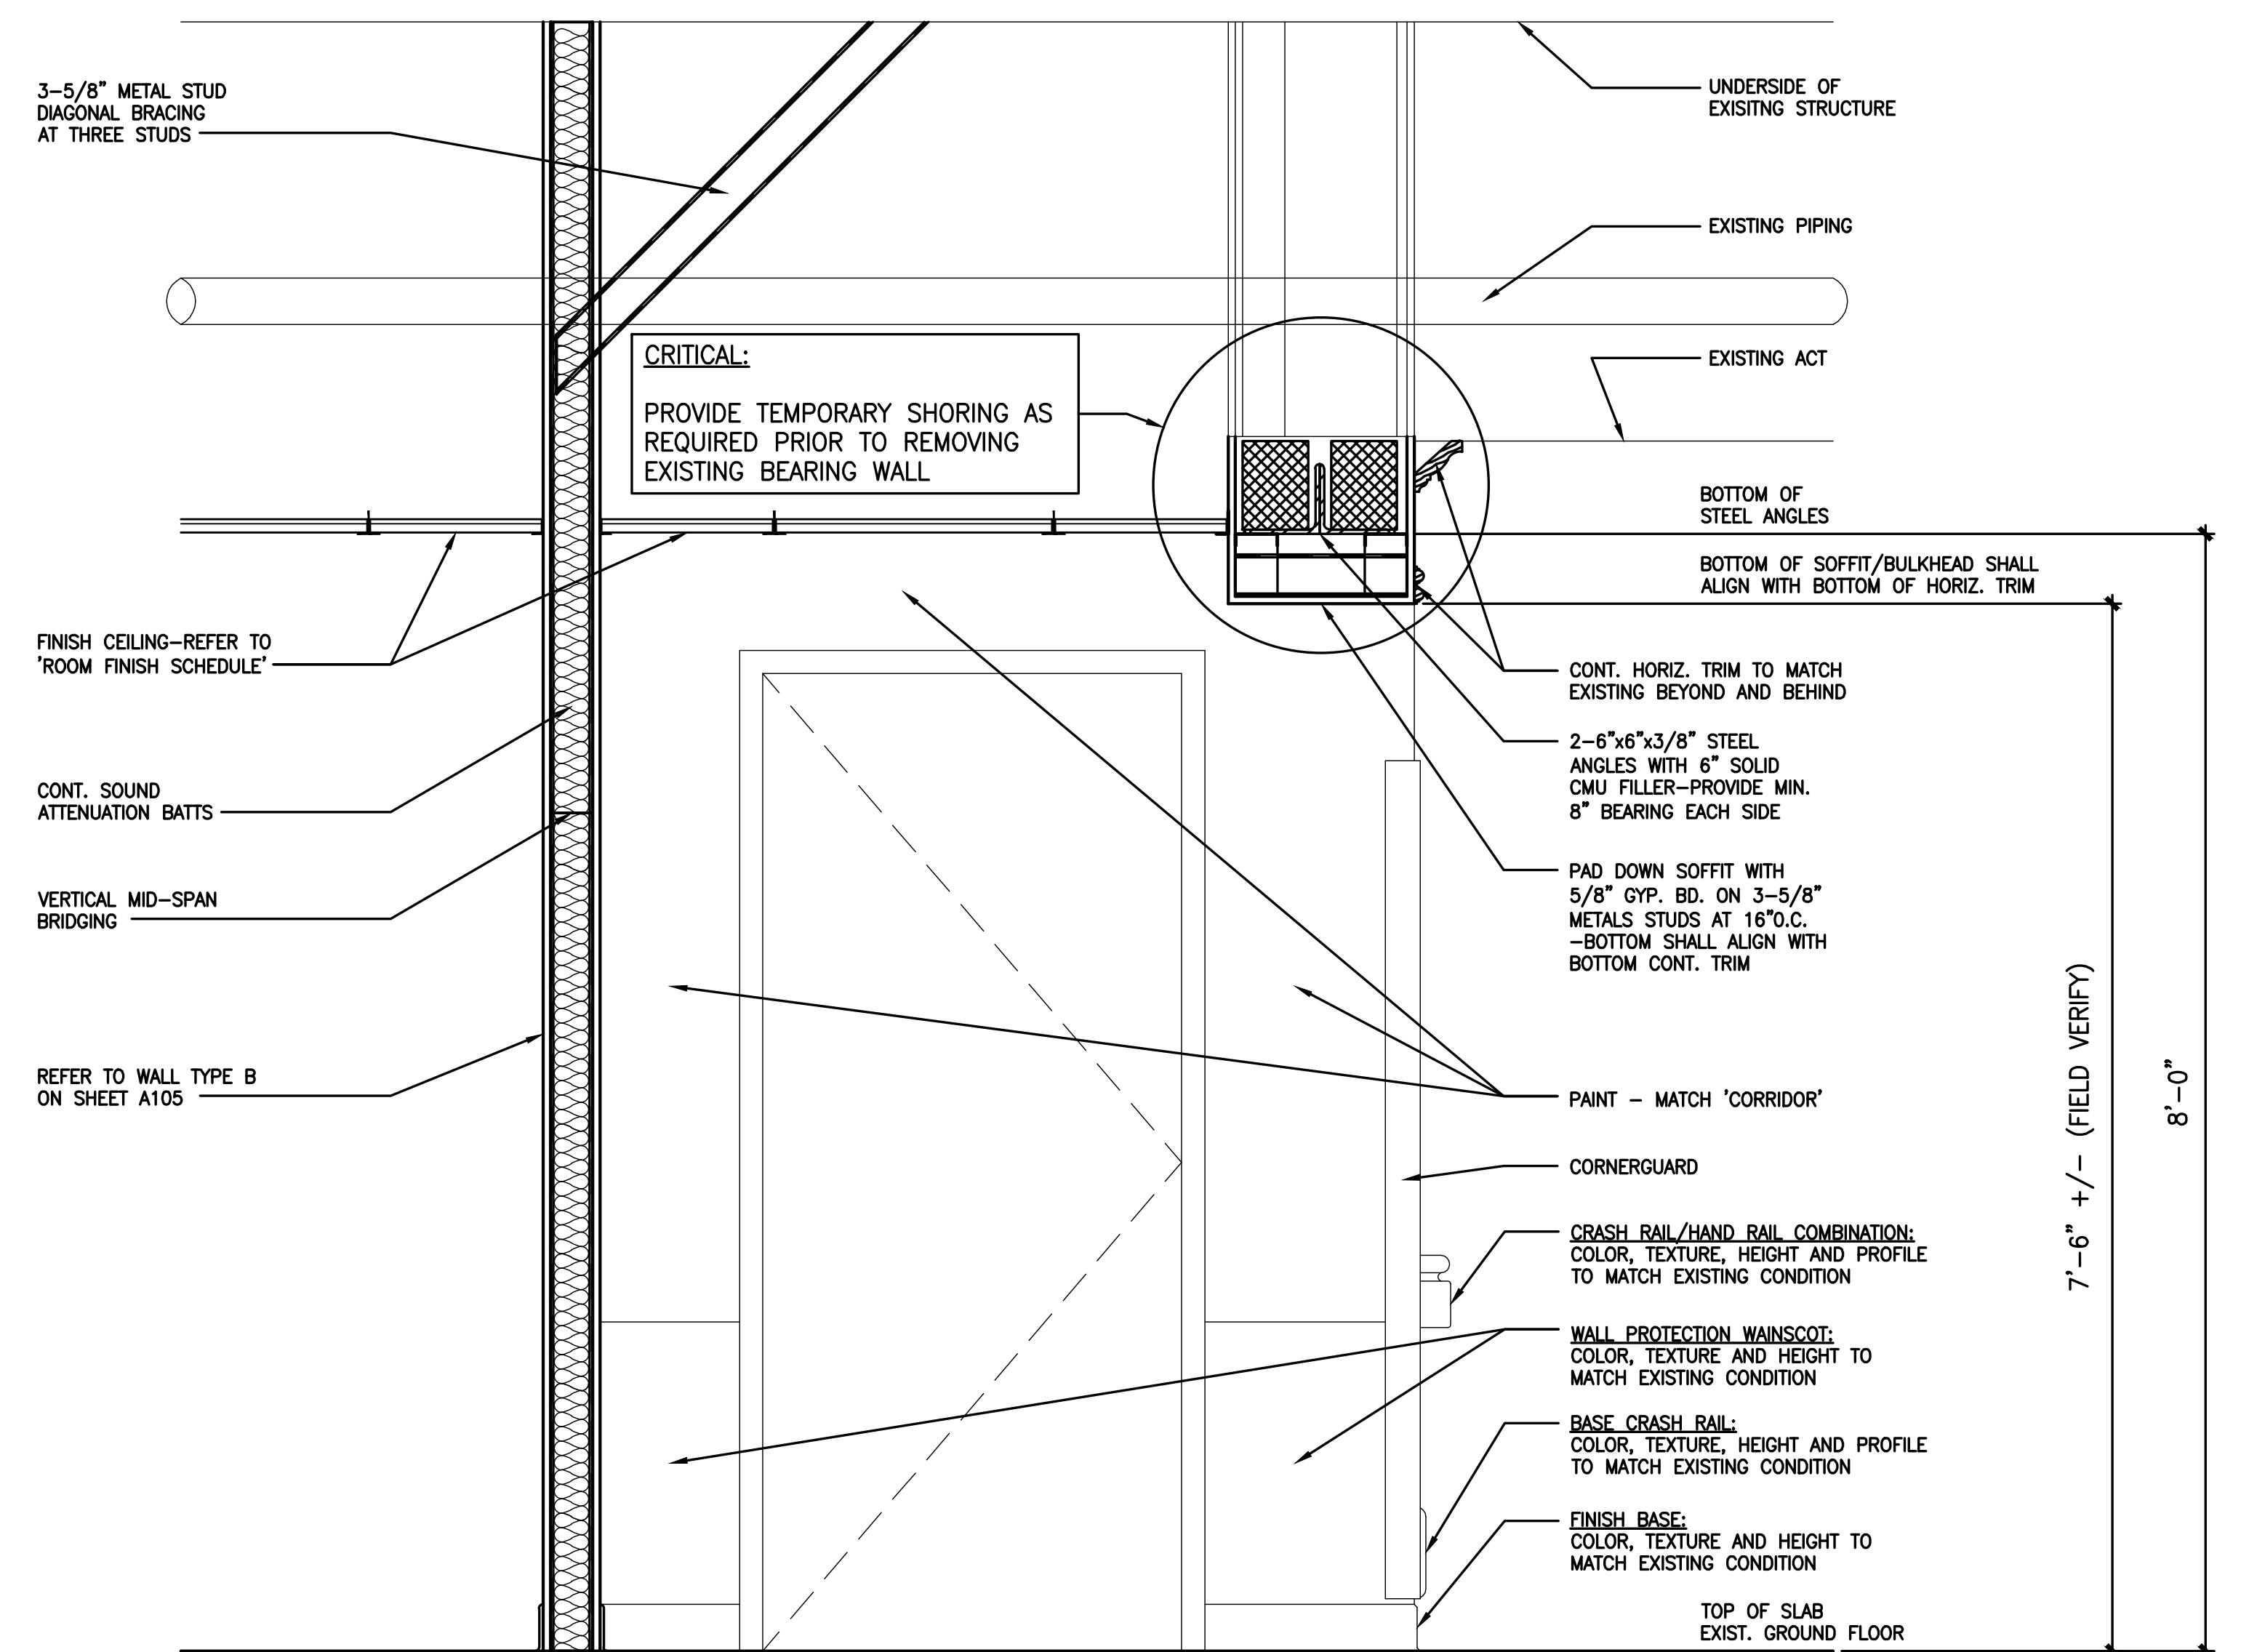 3-5/8" METAL STUD
DIAGONAL BRACING
AT THREE STUDS
FINISH CEILING-REFER TO
'ROOM FINISH SCHEDULE'
CONT. SOUND
ATTENUATION BATTS
VERTICAL MID-SPAN
BRIDGING
REFER TO WALL TYPE B
ON SHEET A105
CRITICAL:
PROVIDE TEMPORARY SHORING AS
REQUIRED PRIOR TO REMOVING
EXISTING BEARING WALL
UNDERSIDE OF
EXISITNG STRUCTURE
EXISTING PIPING
EXISTING ACT
BOTTOM OF
STEEL ANGLES
BOTTOM OF SOFFIT/BULKHEAD SHALL
ALIGN WITH BOTTOM OF HORIZ. TRIM
CONT. HORIZ. TRIM TO MATCH
EXISTING BEYOND AND BEHIND
2-6"x6"x3/8" STEEL
ANGLES WITH 6" SOLID
CMU FILLER-PROVIDE MIN.
8" BEARING EACH SIDE
PAD DOWN SOFFIT WITH
5/8" GYP. BD. ON 3-5/8"
METALS STUDS AT 16"O.C.
-BOTTOM SHALL ALIGN WITH
BOTTOM CONT. TRIM
PAINT - MATCH 'CORRIDOR'
CORNERGUARD
CRASH RAIL/HAND RAIL COMBINATION:
COLOR, TEXTURE, HEIGHT AND PROFILE
TO MATCH EXISTING CONDITION
WALL PROTECTION WAINSCOT:
COLOR, TEXTURE AND HEIGHT TO
MATCH EXISTING CONDITION
BASE CRASH RAIL:
COLOR, TEXTURE, HEIGHT AND PROFILE
TO MATCH EXISTING CONDITION
FINISH BASE:
COLOR, TEXTURE AND HEIGHT TO
MATCH EXISTING CONDITION
TOP OF SLAB
EXIST. GROUND FLOOR
7'-6" +/- (FIELD VERIFY)
8'-0"